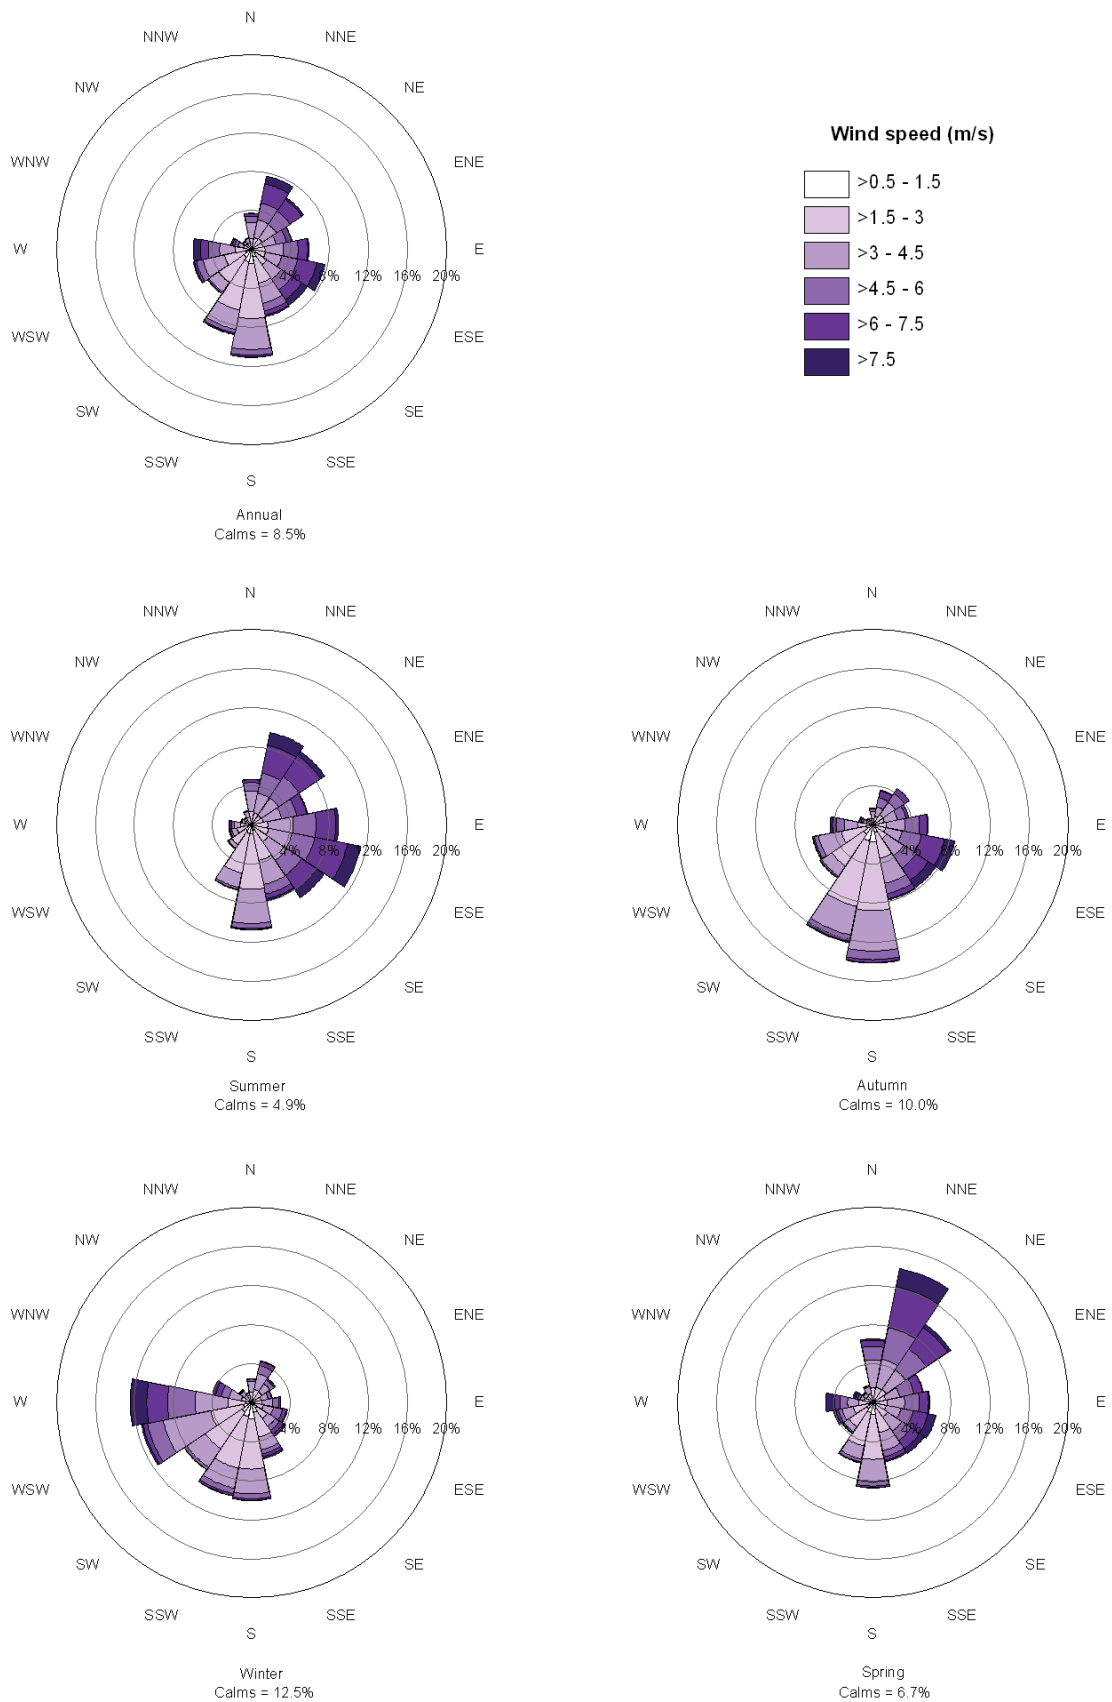 N
NNW NNE
NW NE
WNW ENE
W E
4% 8% 12% 16% 20%
WSW ESE
SW SE
SSW SSE
S
Annual
Calms = 8.5%
Wind speed (m/s)
>0.5 - 1.5
>1.5 - 3
>3 - 4.5
>4.5 - 6
>6 - 7.5
>7.5
N
NNW NNE
NW NE
WNW ENE
W E
4% 8% 12% 16% 20%
WSW ESE
SW SE
SSW SSE
S
Summer
Calms = 4.9%
N
NNW NNE
NW NE
WNW ENE
W E
4% 8% 12% 16% 20%
WSW ESE
SW SE
SSW SSE
S
Autumn
Calms = 10.0%
N
NNW NNE
NW NE
WNW ENE
W E
4% 8% 12% 16% 20%
WSW ESE
SW SE
SSW SSE
S
Winter
Calms = 12.5%
N
NNW NNE
NW NE
WNW ENE
W E
4% 8% 12% 16% 20%
WSW ESE
SW SE
SSW SSE
S
Spring
Calms = 6.7%